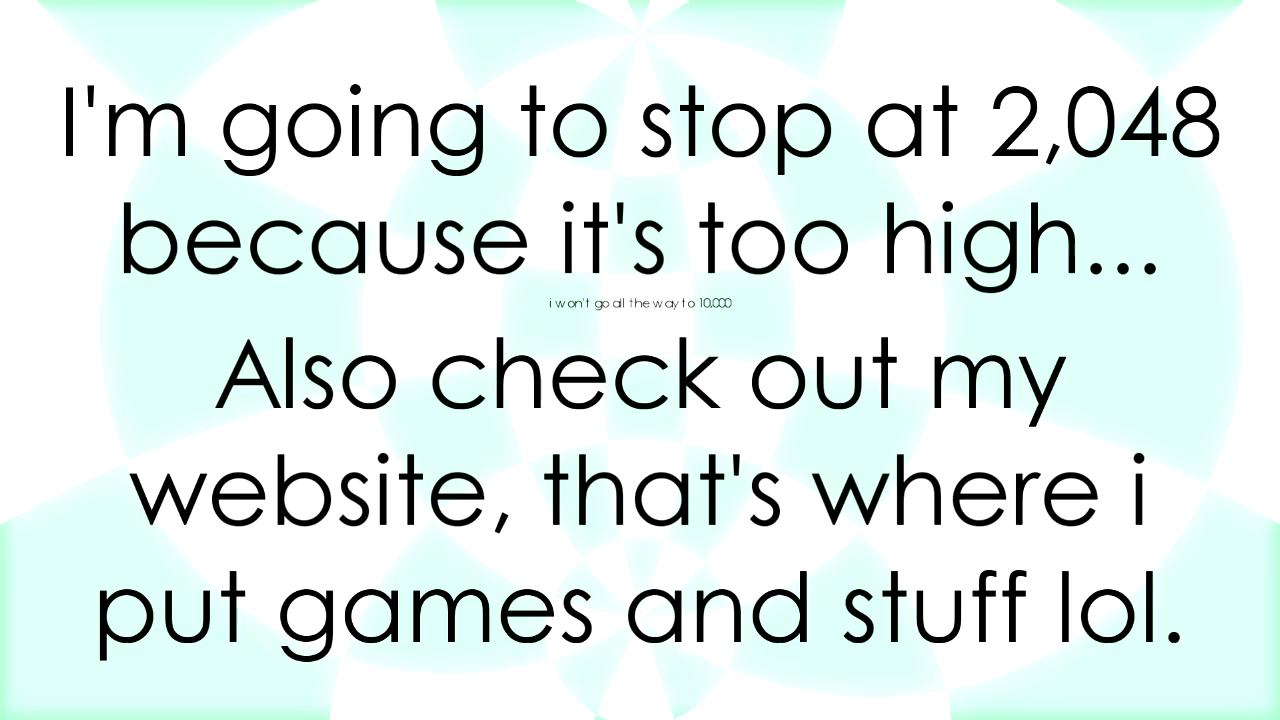 I'm going to stop at 2,048
because it's too high...
i won't go all the way to 10,000
Also check out my
website, that's where i
put games and stuff lol.